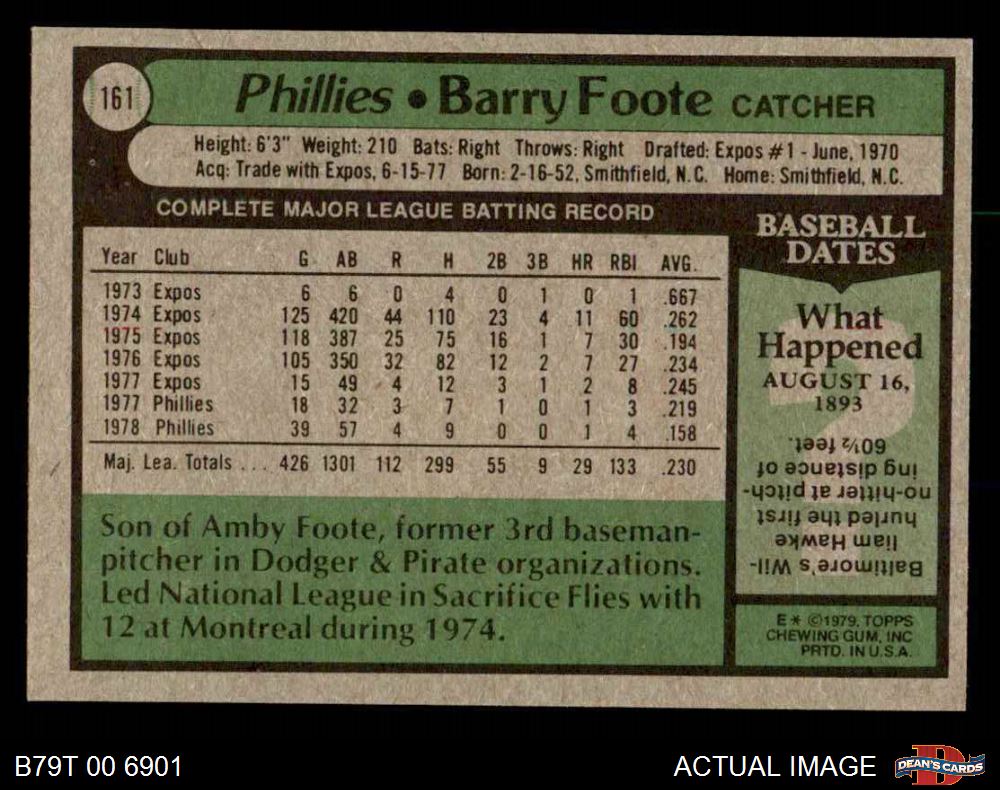 161
Phillies • Barry Foote CATCHER
Height: 6'3" Weight: 210 Bats: Right Throws: Right Drafted: Expos #1 - June, 1970
Acq: Trade with Expos, 6-15-77 Born: 2-16-52, Smithfield, N.C. Home: Smithfield, N.C.
COMPLETE MAJOR LEAGUE BATTING RECORD
Year Club G AB R H 2B 3B HR RBI AVG.
1973 Expos 6 6 0 4 0 1 0 1 .667
1974 Expos 125 420 44 110 23 4 11 60 .262
1975 Expos 118 387 25 75 16 1 7 30 .194
1976 Expos 105 350 32 82 12 2 7 27 .234
1977 Expos 15 49 4 12 3 1 2 8 .245
1977 Phillies 18 32 3 7 1 0 1 3 .219
1978 Phillies 39 57 4 9 0 0 1 4 .158
Maj. Lea. Totals ... 426 1301 112 299 55 9 29 133 .230
Son of Amby Foote, former 3rd baseman-
pitcher in Dodger & Pirate organizations.
Led National League in Sacrifice Flies with
12 at Montreal during 1974.
BASEBALL
DATES
What
Happened
AUGUST 16,
1893
Baltimore's Wil-
liam Hawke
hurled the first
no-hitter at pitch-
ing distance of
60½ feet.
E * ©1979, TOPPS
CHEWING GUM, INC
PRTD. IN U.S.A.
B79T 00 6901
ACTUAL IMAGE
DEAN'S CARDS